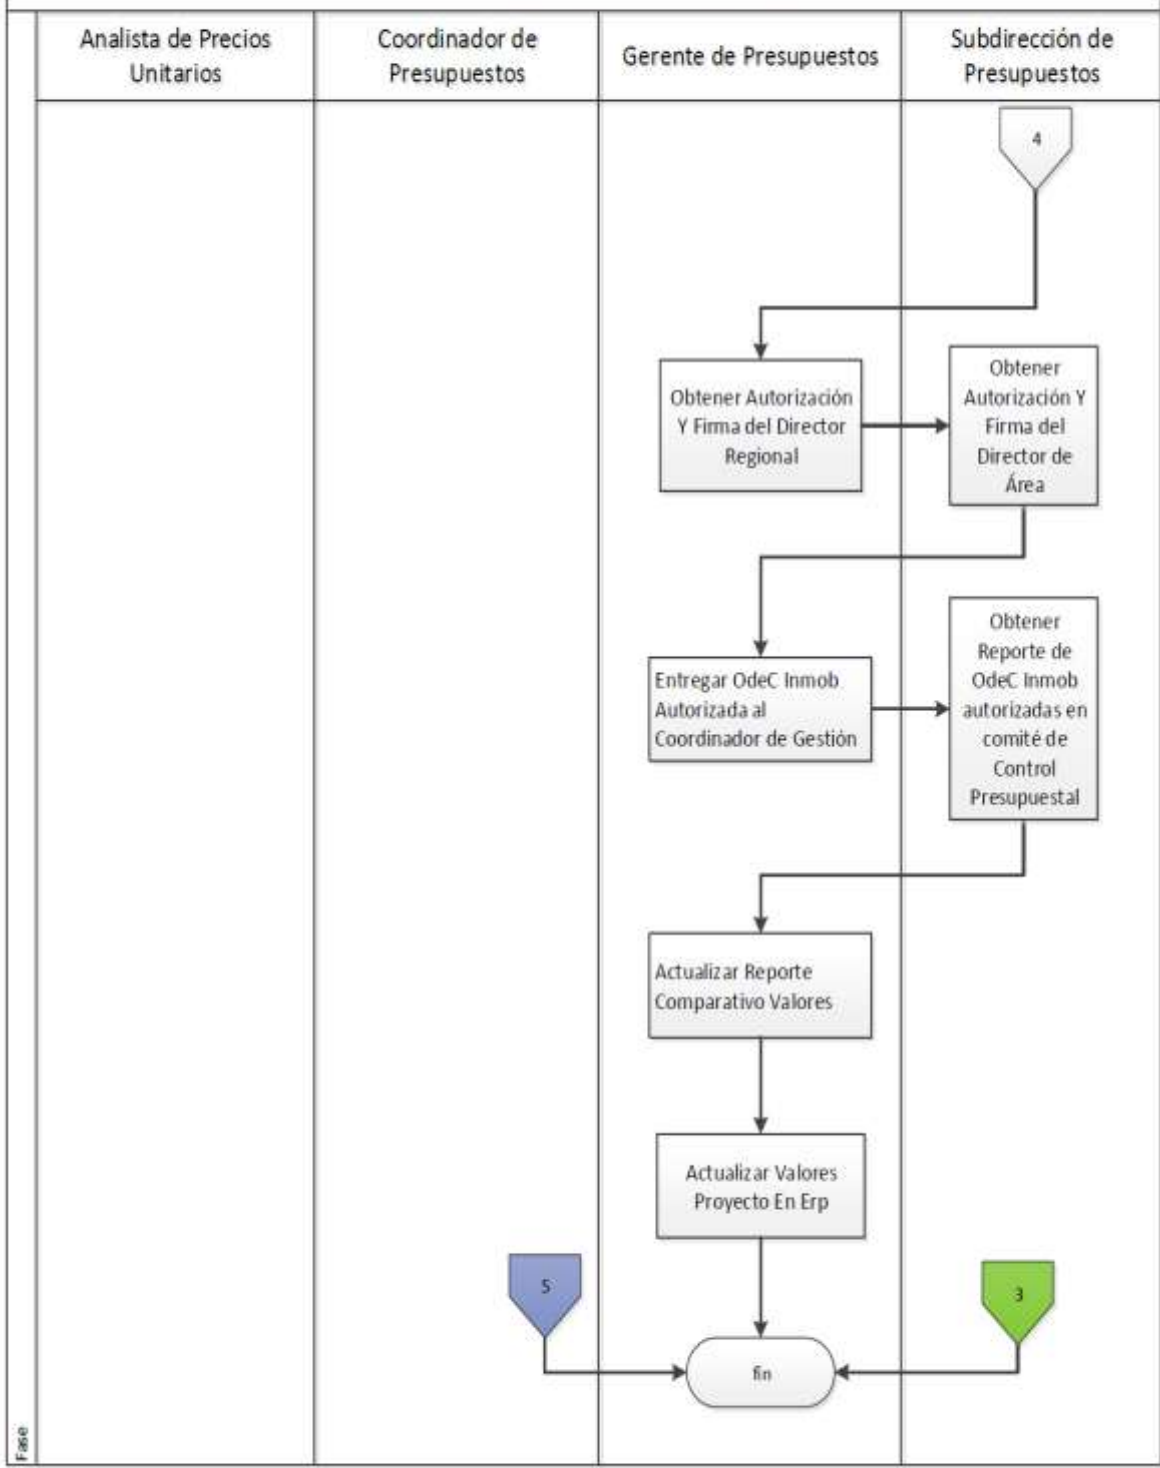 Analista de Precios
Unitarios
Coordinador de
Presupuestos
Gerente de Presupuestos
Subdirección de
Presupuestos
4
Obtener Autorización
Y Firma del Director
Regional
Obtener
Autorización Y
Firma del
Director de
Área
Entregar OdeC Inmob
Autorizada al
Coordinador de Gestión
Obtener
Reporte de
OdeC Inmob
autorizadas en
comité de
Control
Presupuestal
Actualizar Reporte
Comparativo Valores
Actualizar Valores
Proyecto En Erp
5
3
fin
Fase